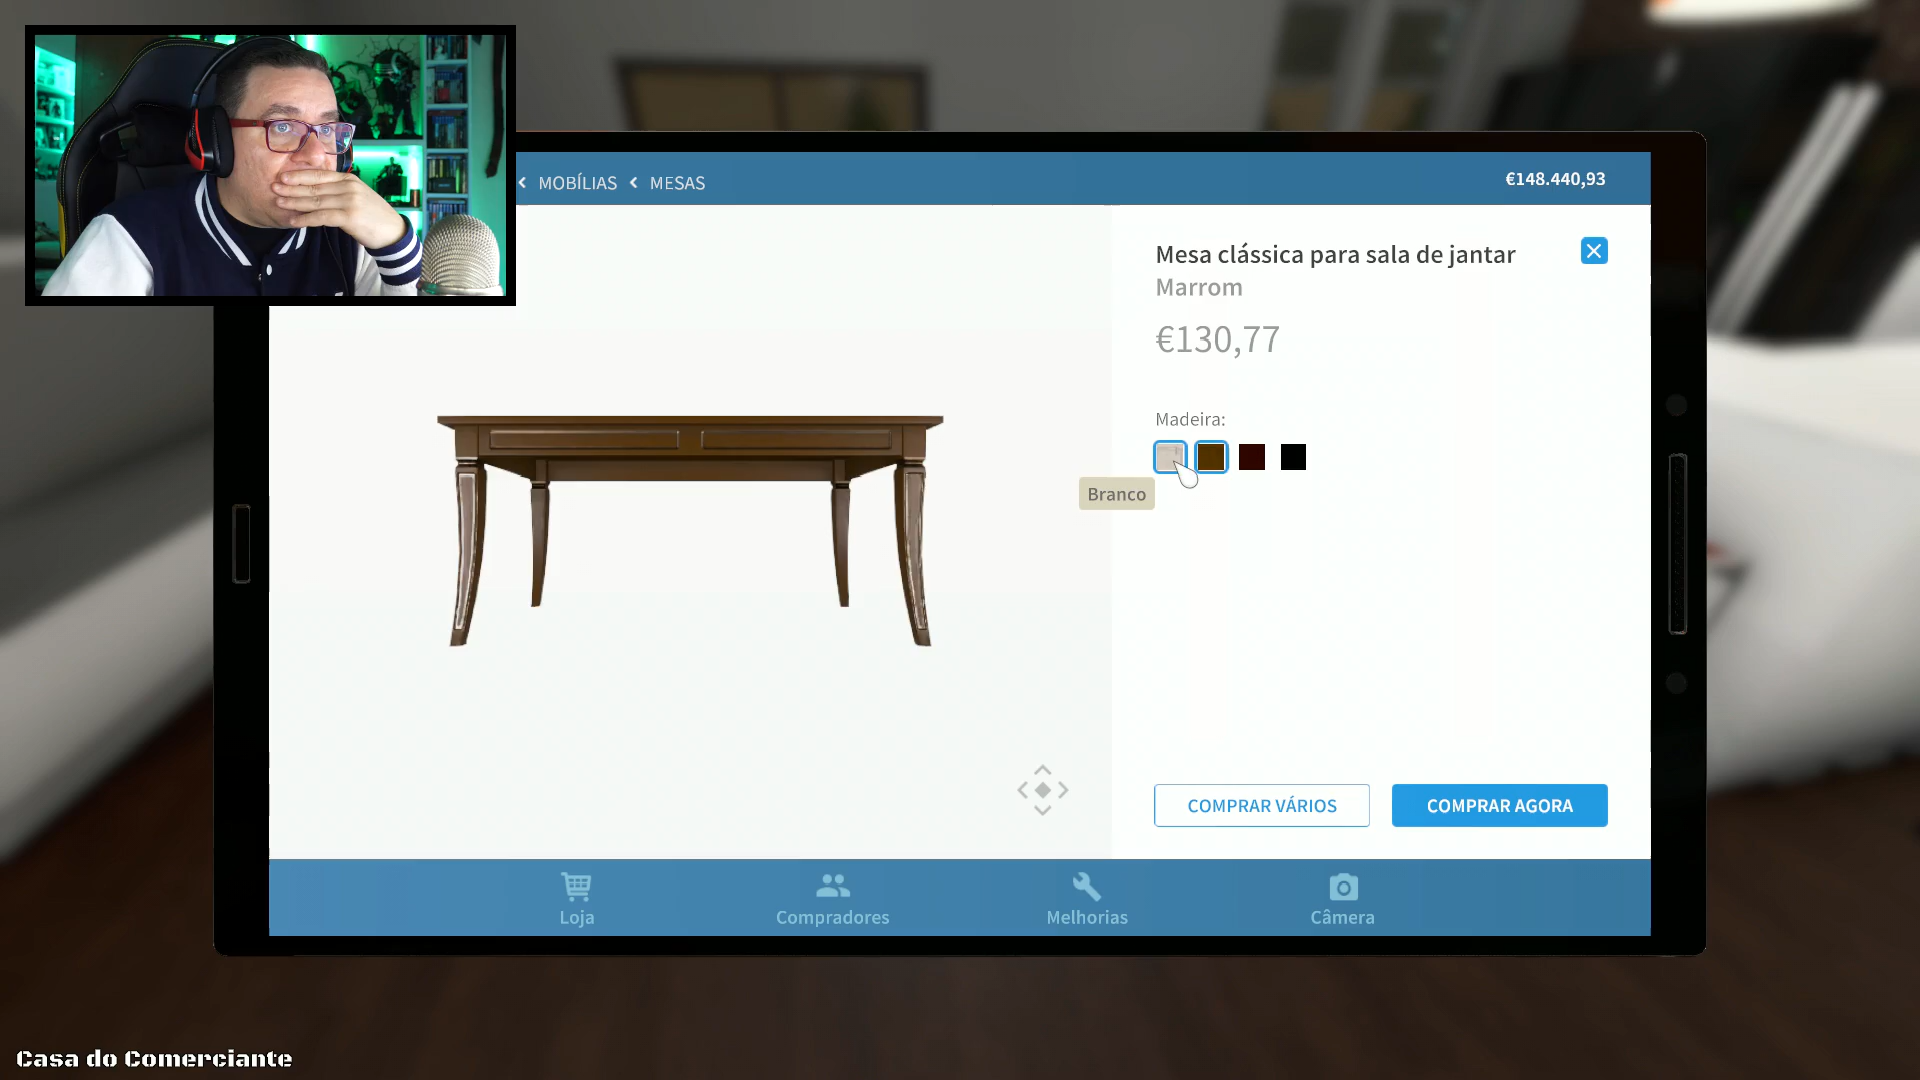 MOBÍLIAS
MESAS
€148.440,93
Mesa clássica para sala de jantar
Marrom
€130,77
Madeira:
Branco
COMPRAR VÁRIOS
COMPRAR AGORA
Loja
Compradores
Melhorias
Câmera
Casa do Comerciante